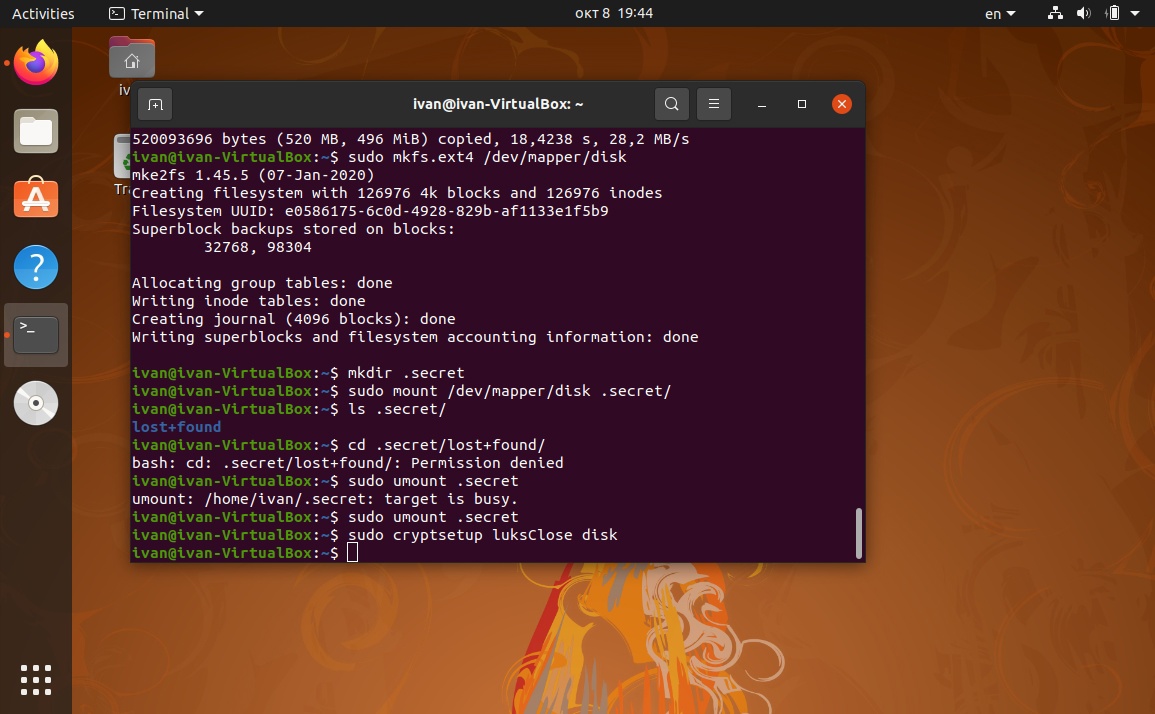 Activities Terminal окт 8 19:44 en
iv
Tra
ivan@ivan-VirtualBox: ~
520093696 bytes (520 MB, 496 MiB) copied, 18,4238 s, 28,2 MB/s
ivan@ivan-VirtualBox:~$ sudo mkfs.ext4 /dev/mapper/disk
mke2fs 1.45.5 (07-Jan-2020)
Creating filesystem with 126976 4k blocks and 126976 inodes
Filesystem UUID: e0586175-6c0d-4928-829b-af1133e1f5b9
Superblock backups stored on blocks:
32768, 98304
Allocating group tables: done
Writing inode tables: done
Creating journal (4096 blocks): done
Writing superblocks and filesystem accounting information: done
ivan@ivan-VirtualBox:~$ mkdir .secret
ivan@ivan-VirtualBox:~$ sudo mount /dev/mapper/disk .secret/
ivan@ivan-VirtualBox:~$ ls .secret/
lost+found
ivan@ivan-VirtualBox:~$ cd .secret/lost+found/
bash: cd: .secret/lost+found/: Permission denied
ivan@ivan-VirtualBox:~$ sudo umount .secret
umount: /home/ivan/.secret: target is busy.
ivan@ivan-VirtualBox:~$ sudo umount .secret
ivan@ivan-VirtualBox:~$ sudo cryptsetup luksClose disk
ivan@ivan-VirtualBox:~$